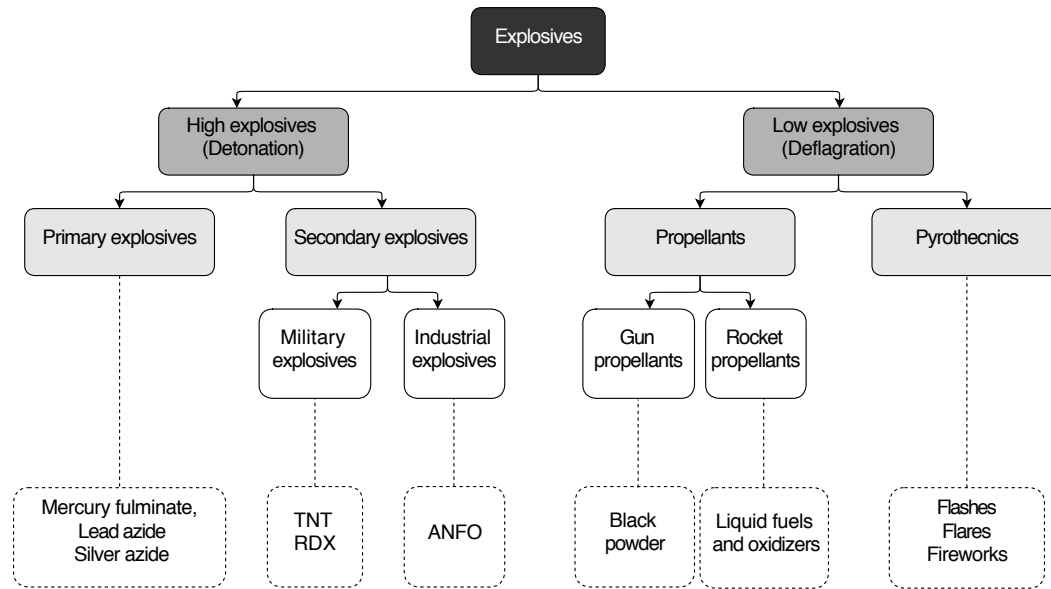 Explosives
High explosives
(Detonation)
Low explosives
(Deflagration)
Primary explosives
Secondary explosives
Propellants
Pyrothecnics
Military
explosives
Industrial
explosives
Gun
propellants
Rocket
propellants
Mercury fulminate,
Lead azide
Silver azide
TNT
RDX
ANFO
Black
powder
Liquid fuels
and oxidizers
Flashes
Flares
Fireworks